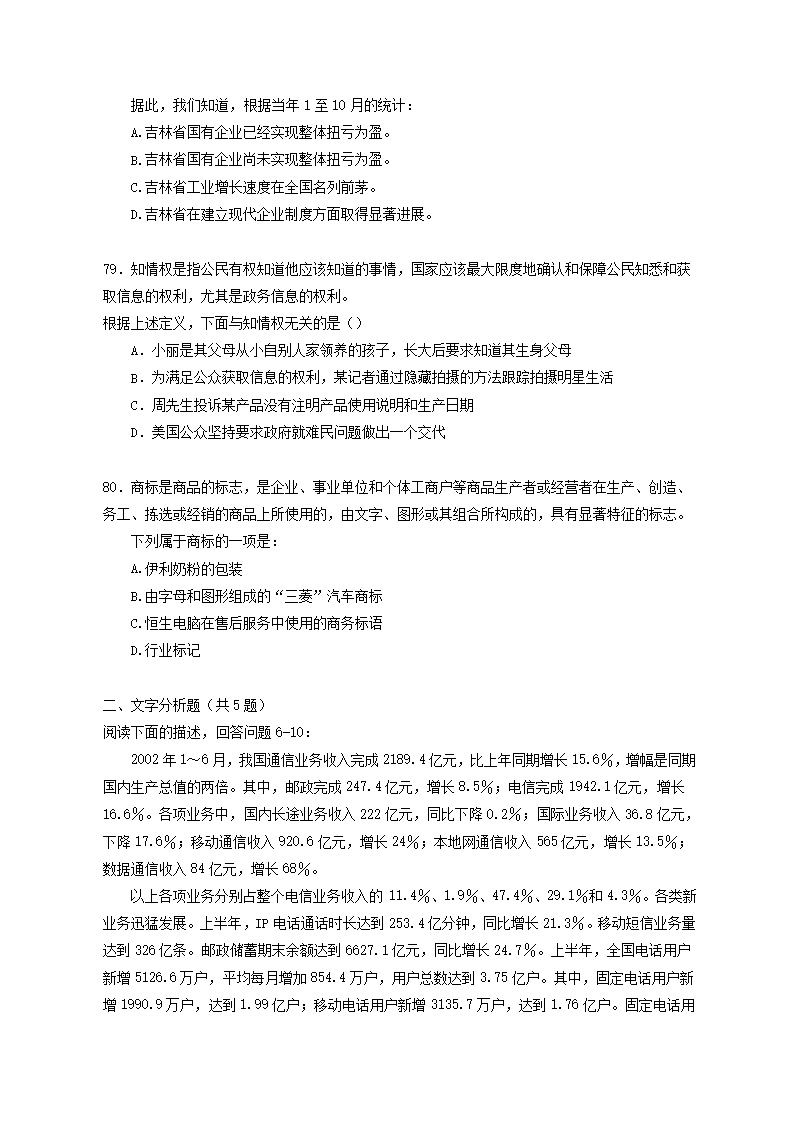 据此，我们知道，根据当年 1 至 10 月的统计：
A.吉林省国有企业已经实现整体扭亏为盈。
B.吉林省国有企业尚未实现整体扭亏为盈。
C.吉林省工业增长速度在全国名列前茅。
D.吉林省在建立现代企业制度方面取得显著进展。
79．知情权是指公民有权知道他应该知道的事情，国家应该最大限度地确认和保障公民知悉和获
取信息的权利，尤其是政务信息的权利。
根据上述定义，下面与知情权无关的是（）
A．小丽是其父母从小自别人家领养的孩子，长大后要求知道其生身父母
B．为满足公众获取信息的权利，某记者通过隐藏拍摄的方法跟踪拍摄明星生活
C．周先生投诉某产品没有注明产品使用说明和生产日期
D．美国公众坚持要求政府就难民问题做出一个交代
80．商标是商品的标志，是企业、事业单位和个体工商户等商品生产者或经营者在生产、创造、
务工、拣选或经销的商品上所使用的，由文字、图形或其组合所构成的，具有显著特征的标志。
下列属于商标的一项是：
A.伊利奶粉的包装
B.由字母和图形组成的“三菱”汽车商标
C.恒生电脑在售后服务中使用的商务标语
D.行业标记
二、文字分析题（共 5 题）
阅读下面的描述，回答问题 6—10：
2002 年 1～6 月，我国通信业务收入完成 2189.4 亿元，比上年同期增长 15.6％，增幅是同期
国内生产总值的两倍。其中，邮政完成 247.4 亿元，增长 8.5％；电信完成 1942.1 亿元，增长
16.6％。各项业务中，国内长途业务收入 222 亿元，同比下降 0.2％；国际业务收入 36.8 亿元，
下降 17.6％；移动通信收入 920.6 亿元，增长 24％；本地网通信收入 565 亿元，增长 13.5％；
数据通信收入 84 亿元，增长 68％。
以上各项业务分别占整个电信业务收入的 11.4％、1.9％、47.4％、29.1％和 4.3％。各类新
业务迅猛发展。上半年，IP 电话通话时长达到 253.4 亿分钟，同比增长 21.3％。移动短信业务量
达到 326 亿条。邮政储蓄期末余额达到 6627.1 亿元，同比增长 24.7％。上半年，全国电话用户
新增 5126.6 万户，平均每月增加 854.4 万户，用户总数达到 3.75 亿户。其中，固定电话用户新
增 1990.9 万户，达到 1.99 亿户；移动电话用户新增 3135.7 万户，达到 1.76 亿户。固定电话用